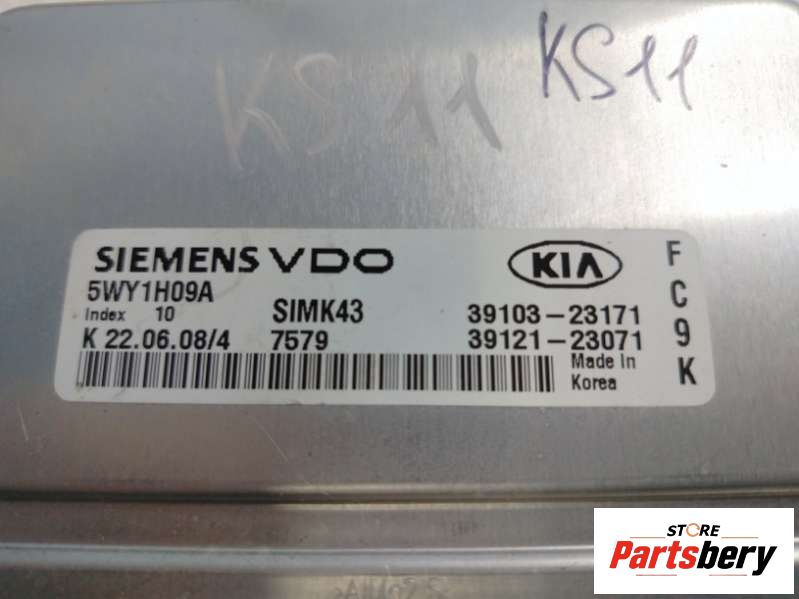 KS11
KS11
SIEMENS VDO
KIA
5WY1H09A
Index 10
SIMK43
39103-23171
K 22.06.08/4
7579
39121-23071
Made In
Korea
F
C
9
K
STORE
Partsbery